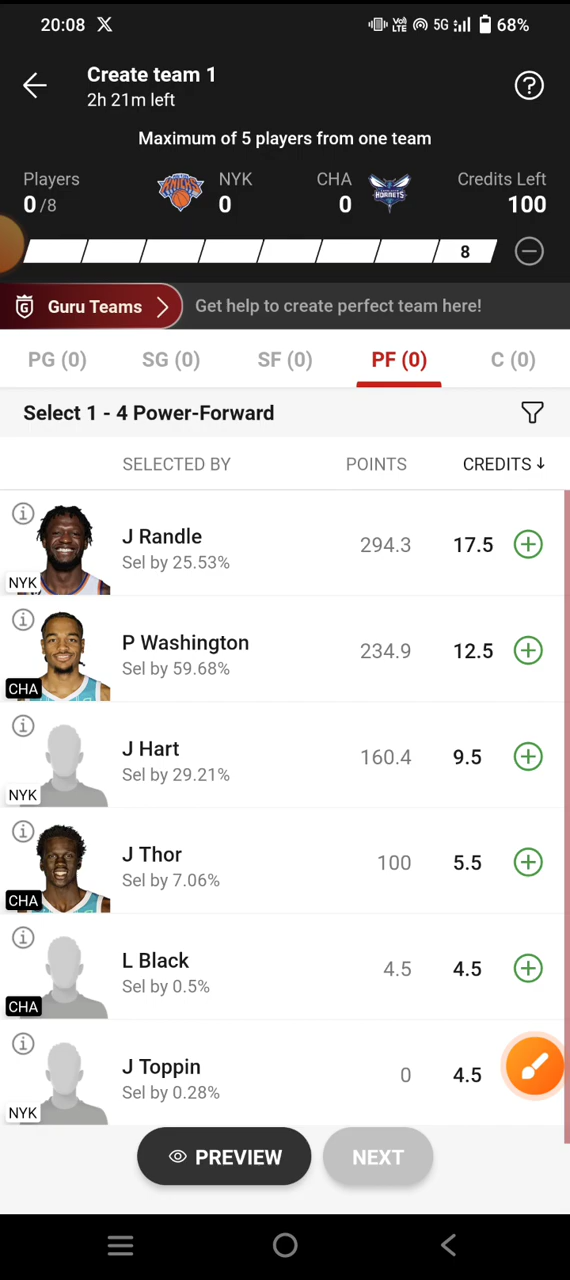 20:08 X Vo) LTE 5G 68%
Create team 1
2h 21m left
?
Maximum of 5 players from one team
Players NYK CHA Credits Left
0/8 KNICKS 0 0 HORNETS 100
8
G Guru Teams Get help to create perfect team here!
PG (0) SG (0) SF (0) PF (0) C (0)
Select 1 - 4 Power-Forward
SELECTED BY POINTS CREDITS ↓
i NYK
J Randle 294.3 17.5
Sel by 25.53%
i CHA
P Washington 234.9 12.5
Sel by 59.68%
i NYK
J Hart 160.4 9.5
Sel by 29.21%
i CHA
J Thor 100 5.5
Sel by 7.06%
i CHA
L Black 4.5 4.5
Sel by 0.5%
i NYK
J Toppin 0 4.5
Sel by 0.28%
PREVIEW NEXT